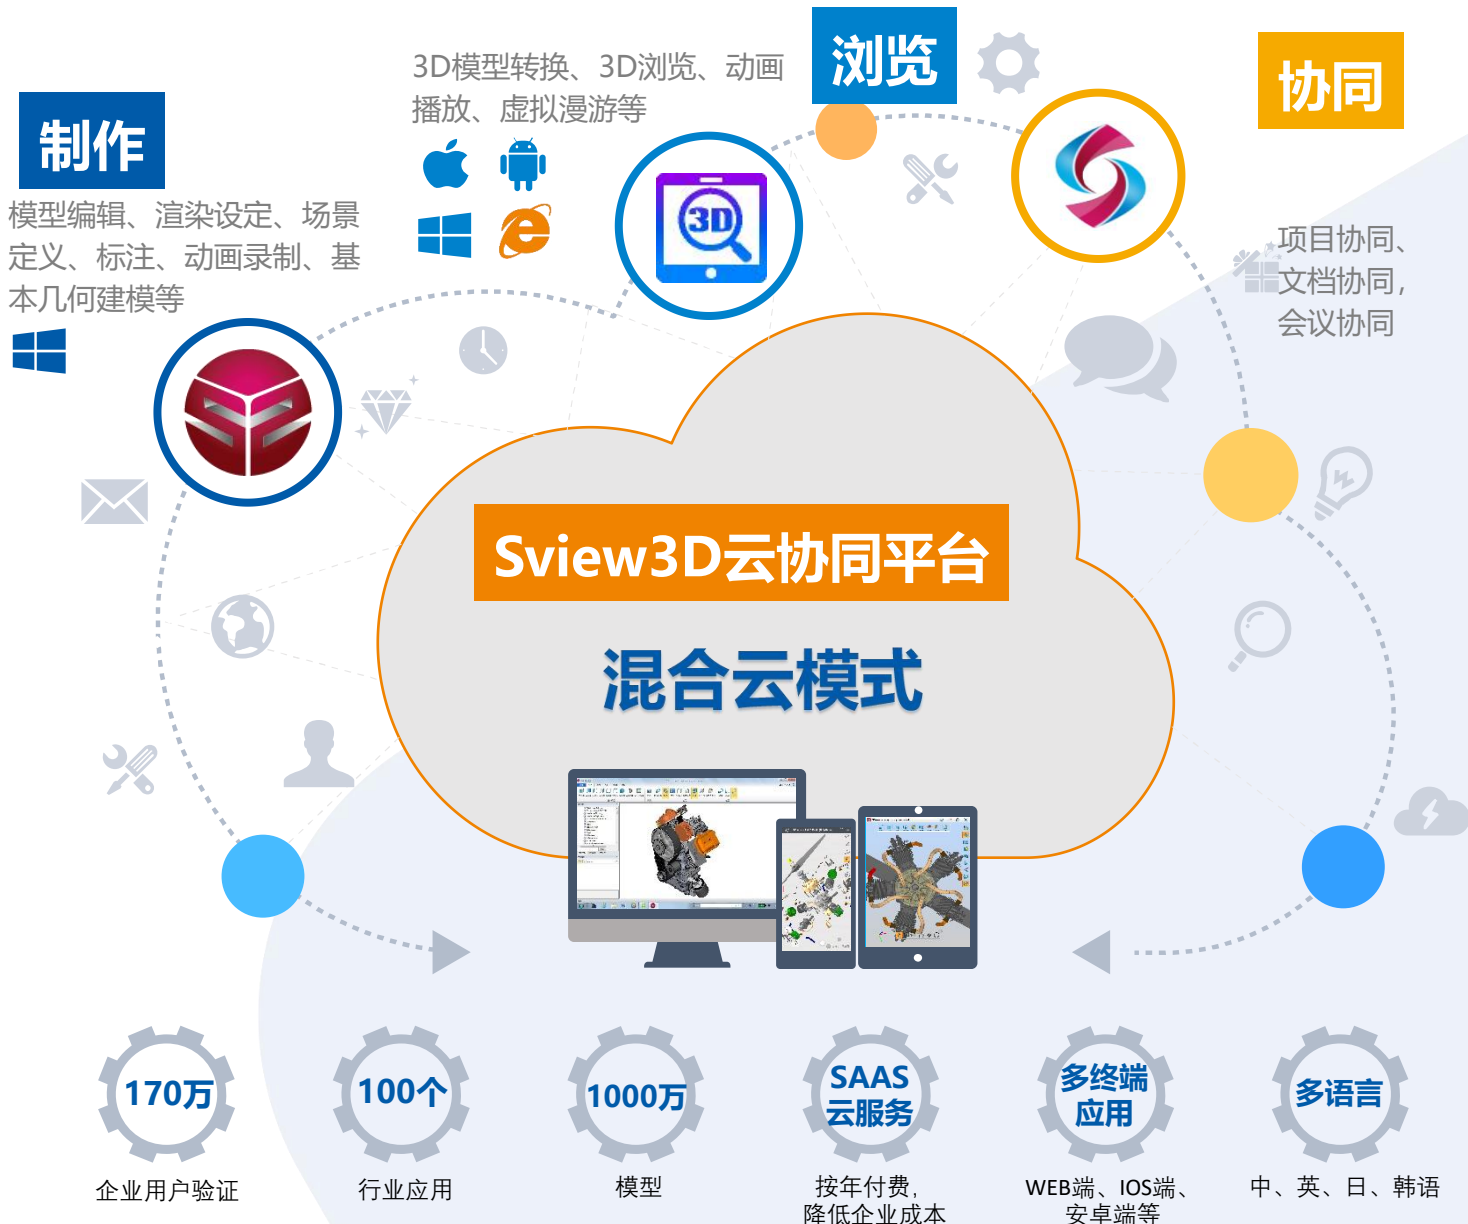 制作
模型编辑、渲染设定、场景
定义、标注、动画录制、基
本几何建模等
3D模型转换、3D浏览、动画
播放、虚拟漫游等
浏览
3D
协同
项目协同、
文档协同，
会议协同
Sview3D云协同平台
混合云模式
170万
企业用户验证
100个
行业应用
1000万
模型
SAAS
云服务
按年付费，
降低企业成本
多终端
应用
WEB端、IOS端、
安卓端等
多语言
中、英、日、韩语